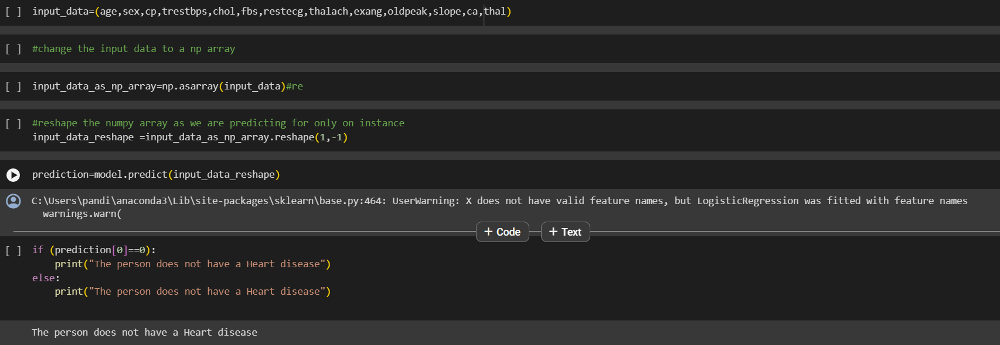 [ ] input_data=(age,sex,cp,trestbps,chol,fbs,restecg,thalach,exang,oldpeak,slope,ca,thal)
[ ] #change the input data to a np array
[ ] input_data_as_np_array=np.asarray(input_data)#re
[ ] #reshape the numpy array as we are predicting for only on instance
input_data_reshape =input_data_as_np_array.reshape(1,-1)
prediction=model.predict(input_data_reshape)
C:\Users\pandi\anaconda3\Lib\site-packages\sklearn\base.py:464: UserWarning: X does not have valid feature names, but LogisticRegression was fitted with feature names
warnings.warn(
+ Code + Text
[ ] if (prediction[0]==0):
print("The person does not have a Heart disease")
else:
print("The person does not have a Heart disease")
The person does not have a Heart disease